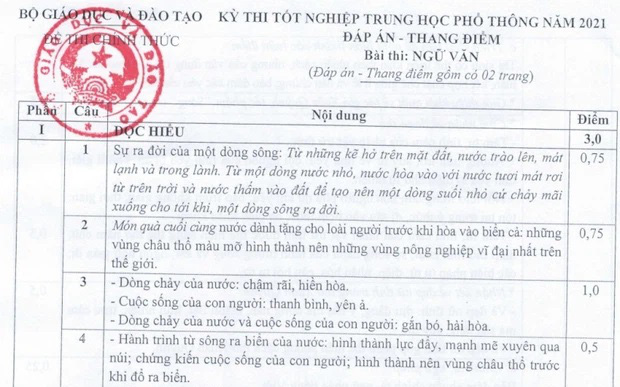 BỘ GIÁO DỤC VÀ ĐÀO TẠO
KỲ THI TỐT NGHIỆP TRUNG HỌC PHỔ THÔNG NĂM 2021
ĐỀ THI CHÍNH THỨC
ĐÁP ÁN - THANG ĐIỂM
Bài thi: NGỮ VĂN
(Đáp án - Thang điểm gồm có 02 trang)
BỘ GIÁO DỤC VÀ ĐÀO TẠO
Phần Câu Nội dung Điểm
I ĐỌC HIỂU 3,0
1 Sự ra đời của một dòng sông: Từ những kẽ hở trên mặt đất, nước trào lên, mát 0,75
lạnh và trong lành. Từ một dòng nước nhỏ, nước hòa vào với nước tươi mát rơi
từ trên trời và nước thấm vào đất để tạo nên một dòng suối nhỏ cứ chảy mãi
xuống cho tới khi, một dòng sông ra đời.
2 Món quà cuối cùng nước dành tặng cho loài người trước khi hòa vào biển cả: những 0,75
vùng châu thổ màu mỡ hình thành nên những vùng nông nghiệp vĩ đại nhất trên
thế giới.
3 - Dòng chảy của nước: chậm rãi, hiền hòa. 1,0
- Cuộc sống của con người: thanh bình, yên ả.
- Dòng chảy của nước và cuộc sống của con người: gắn bó, hài hòa.
4 - Hành trình từ sông ra biển của nước: hình thành lực đẩy, mạnh mẽ xuyên qua 0,5
núi; chứng kiến cuộc sống của con người; hình thành nên vùng châu thổ trước
khi đổ ra biển.